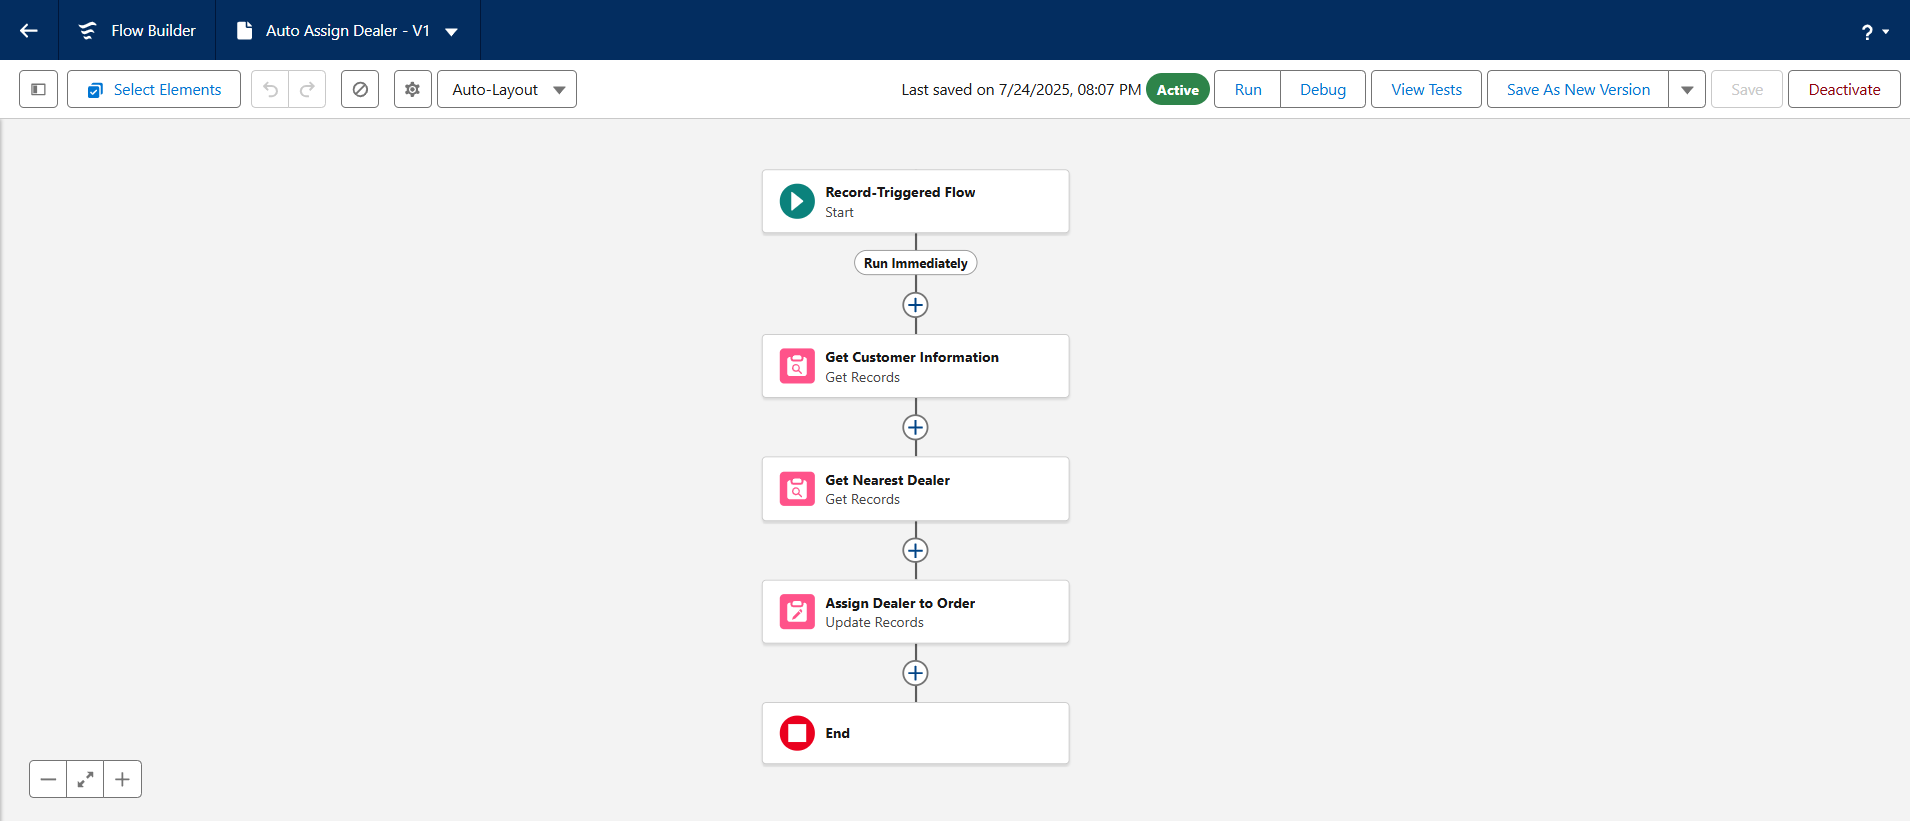 Flow Builder
Auto Assign Dealer - V1
?
Select Elements
Auto-Layout
Last saved on 7/24/2025, 08:07 PM
Active
Run
Debug
View Tests
Save As New Version
Save
Deactivate
Record-Triggered Flow
Start
Run Immediately
Get Customer Information
Get Records
Get Nearest Dealer
Get Records
Assign Dealer to Order
Update Records
End